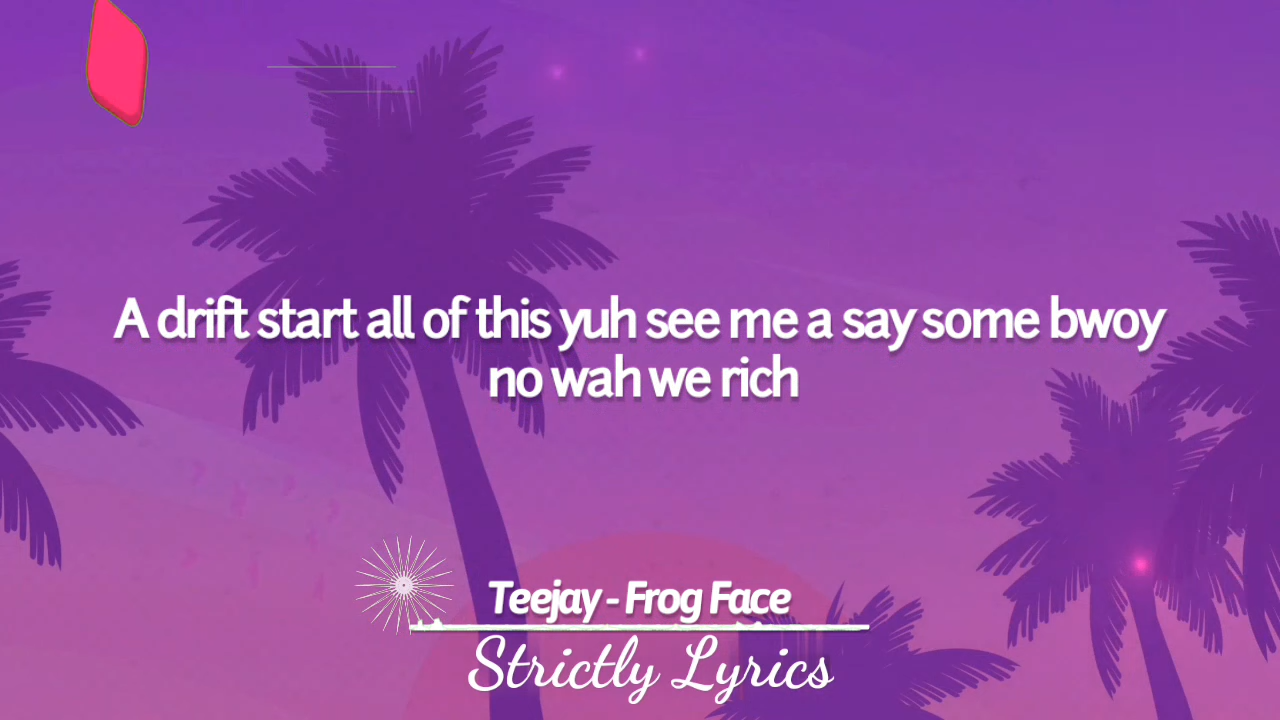 A drift start all of this yuh see me a say some bwoy
no wah we rich
Teejay - Frog Face
Strictly Lyrics